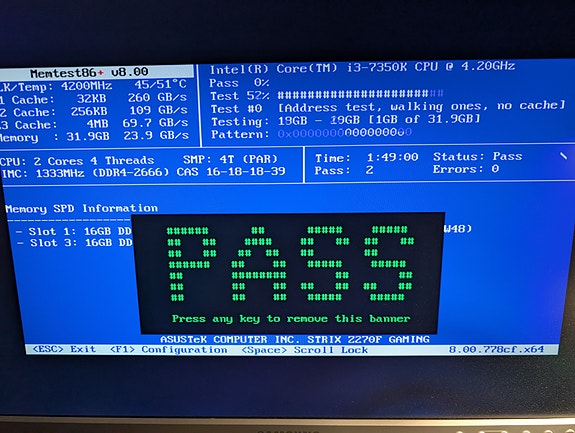 Memtest86+ v8.00
Intel(R) Core(TM) i3-7350K CPU @ 4.20GHz
LK/Temp: 4200MHz 45/51°C
Pass 0%
1 Cache: 32KB 260 GB/s
Test 52% ########################
2 Cache: 256KB 109 GB/s
Test #0 [Address test, walking ones, no cache]
3 Cache: 4MB 69.7 GB/s
Testing: 19GB - 19GB [1GB of 31.9GB]
Memory : 31.9GB 23.9 GB/s
Pattern: 0x0000000000000000
CPU: 2 Cores 4 Threads SMP: 4T (PAR)
Time: 1:49:00 Status: Pass \
IMC: 1333MHz (DDR4-2666) CAS 16-18-18-39
Pass: 2 Errors: 0
Memory SPD Information
- Slot 1: 16GB DD
W48)
- Slot 3: 16GB DD
PASS
Press any key to remove this banner
ASUSTeK COMPUTER INC. STRIX Z270F GAMING
<ESC> Exit <F1> Configuration <Space> Scroll Lock 8.00.778cf.x64